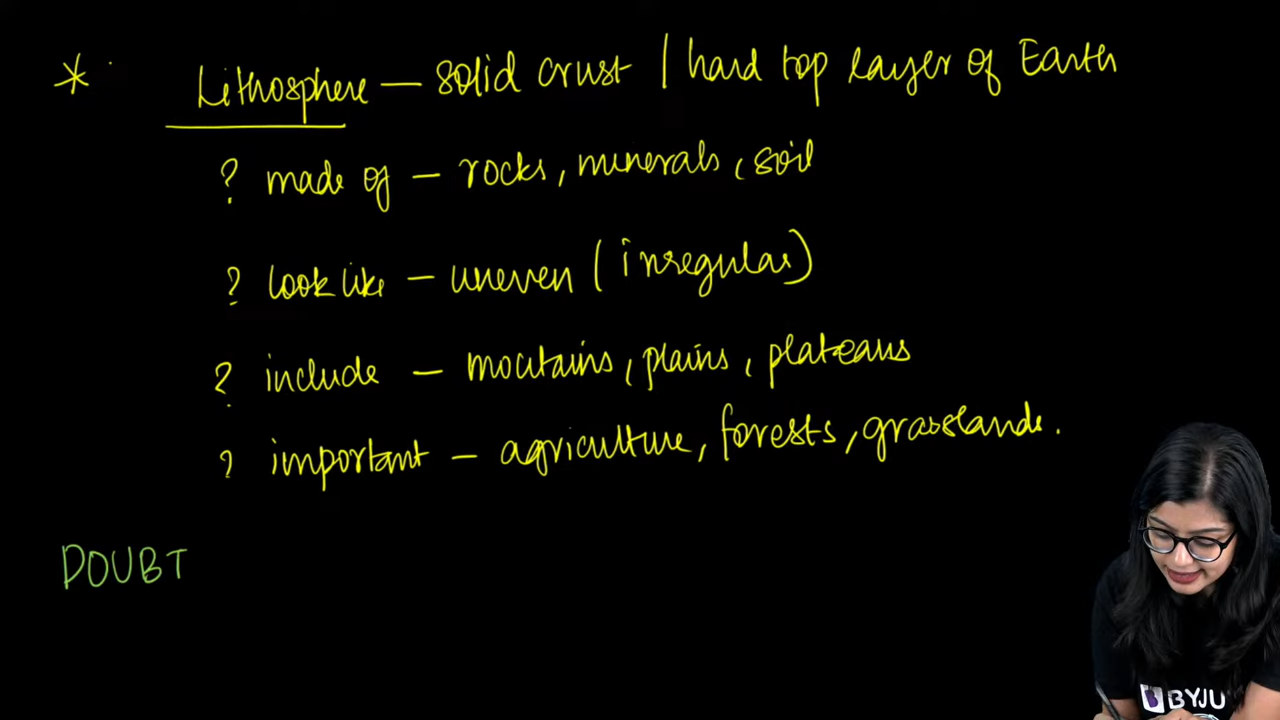 * Lithosphere — solid crust / hard top layer of Earth
? made of — rocks, minerals, soil
? look like — uneven (irregular)
? include — moutains, plains, plateaus
? important — agriculture, forests, grasslands.
DOUBT
BYJU